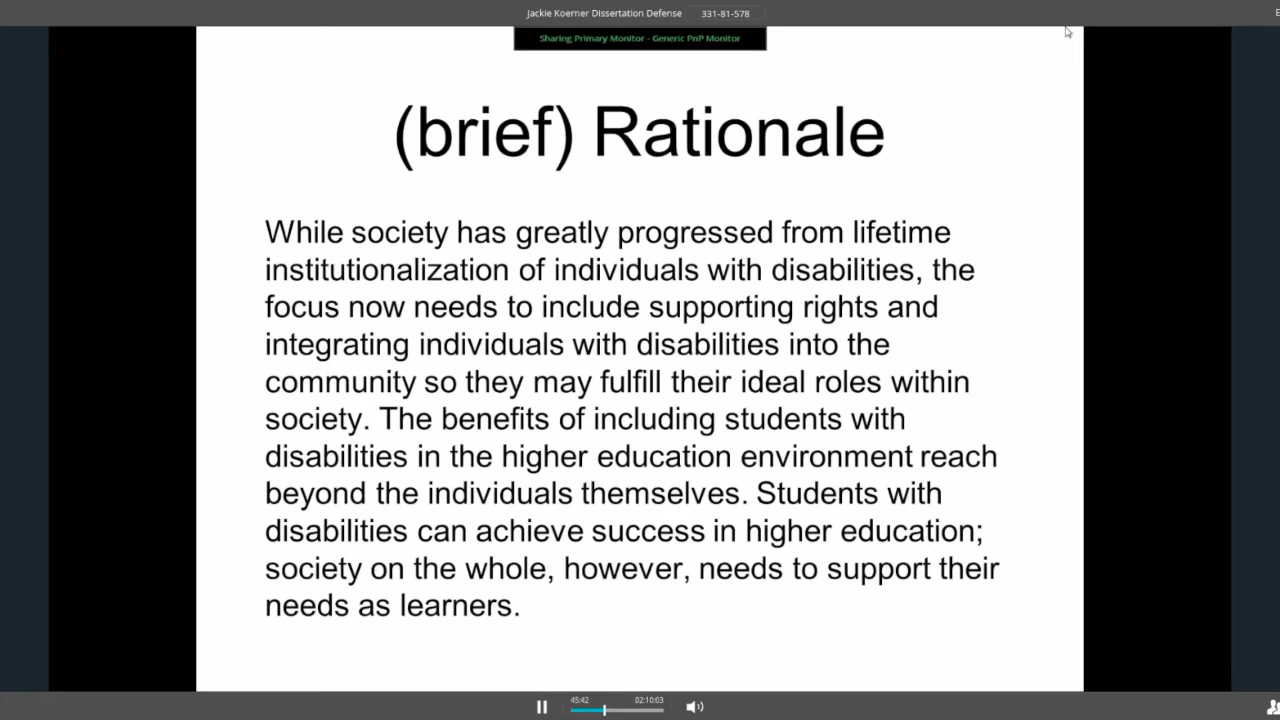 Jackie Koerner Dissertation Defense 331-81-578
Sharing Primary Monitor - Generic PnP Monitor
(brief) Rationale
While society has greatly progressed from lifetime
institutionalization of individuals with disabilities, the
focus now needs to include supporting rights and
integrating individuals with disabilities into the
community so they may fulfill their ideal roles within
society. The benefits of including students with
disabilities in the higher education environment reach
beyond the individuals themselves. Students with
disabilities can achieve success in higher education;
society on the whole, however, needs to support their
needs as learners.
45:42 02:10:03